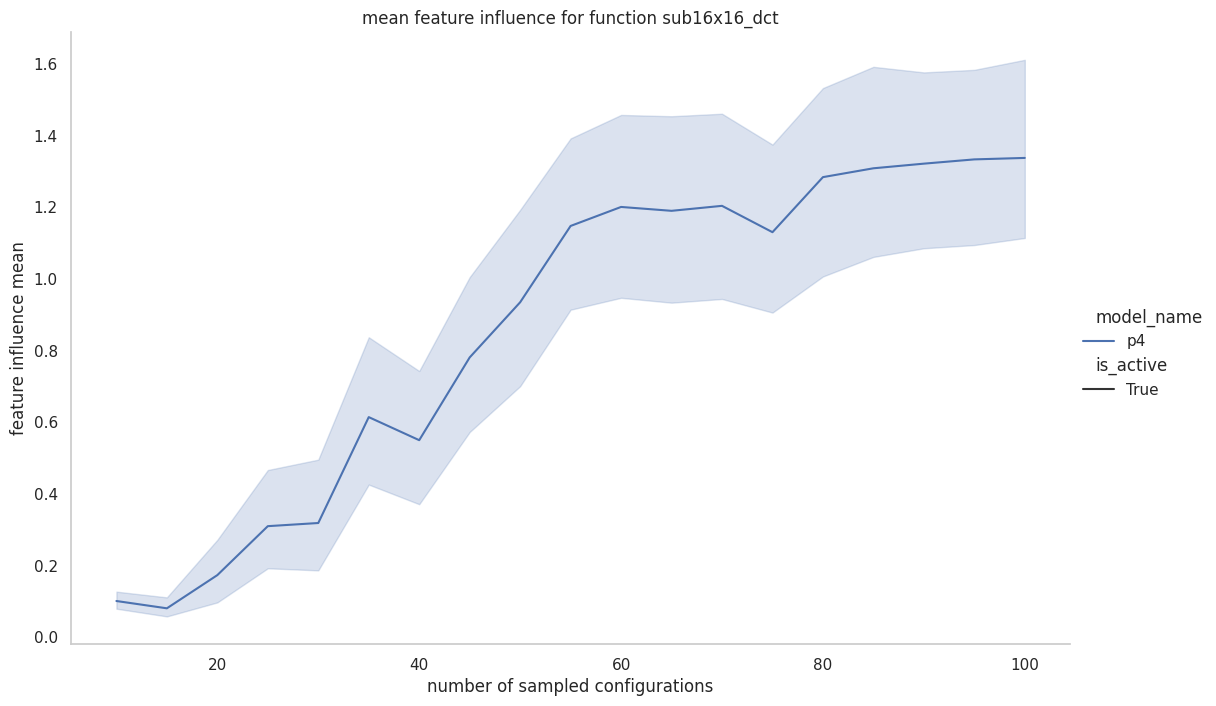 mean feature influence for function sub16x16_dct
feature influence mean
1.6
1.4
1.2
1.0
0.8
0.6
0.4
0.2
0.0
20 40 60 80 100
number of sampled configurations
model_name
p4
is_active
True